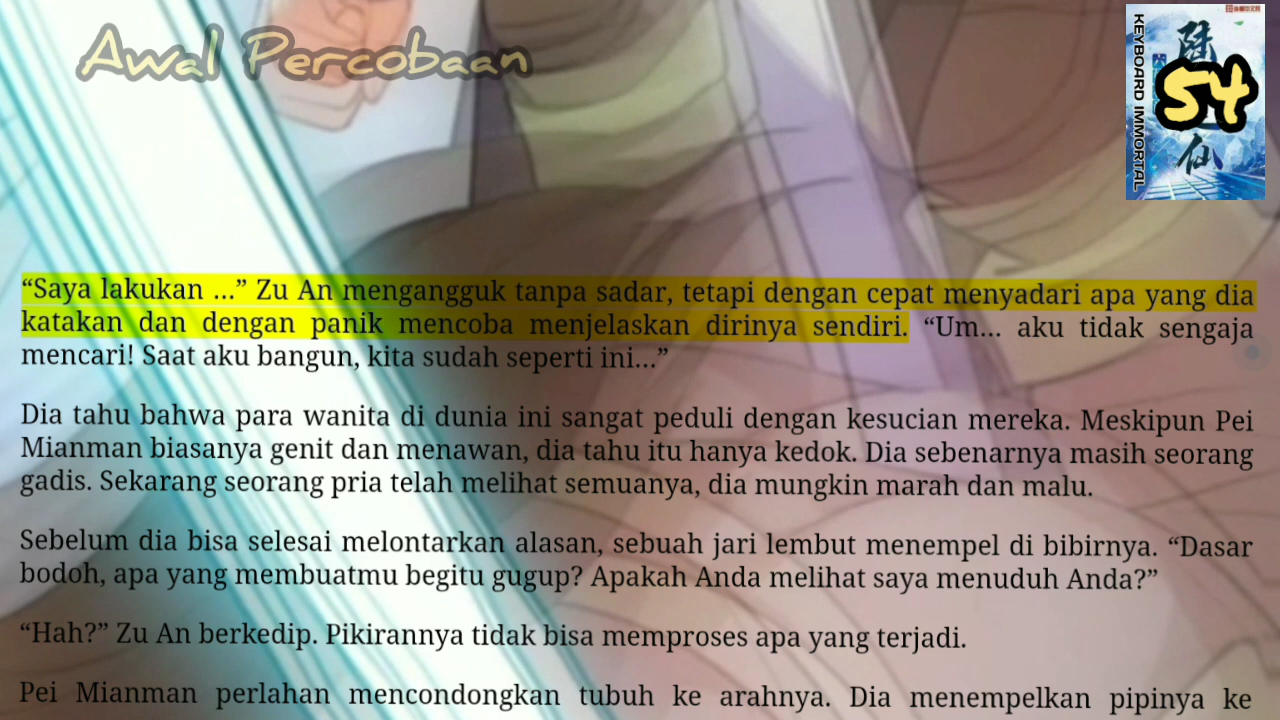 Awal Percobaan
KEYBOARD IMMORTAL
陆
仙
54
“Saya lakukan ...” Zu An mengangguk tanpa sadar, tetapi dengan cepat menyadari apa yang dia
katakan dan dengan panik mencoba menjelaskan dirinya sendiri. “Um... aku tidak sengaja
mencari! Saat aku bangun, kita sudah seperti ini...”
Dia tahu bahwa para wanita di dunia ini sangat peduli dengan kesucian mereka. Meskipun Pei
Mianman biasanya genit dan menawan, dia tahu itu hanya kedok. Dia sebenarnya masih seorang
gadis. Sekarang seorang pria telah melihat semuanya, dia mungkin marah dan malu.
Sebelum dia bisa selesai melontarkan alasan, sebuah jari lembut menempel di bibirnya. “Dasar
bodoh, apa yang membuatmu begitu gugup? Apakah Anda melihat saya menuduh Anda?”
“Hah?” Zu An berkedip. Pikirannya tidak bisa memproses apa yang terjadi.
Pei Mianman perlahan mencondongkan tubuh ke arahnya. Dia menempelkan pipinya ke